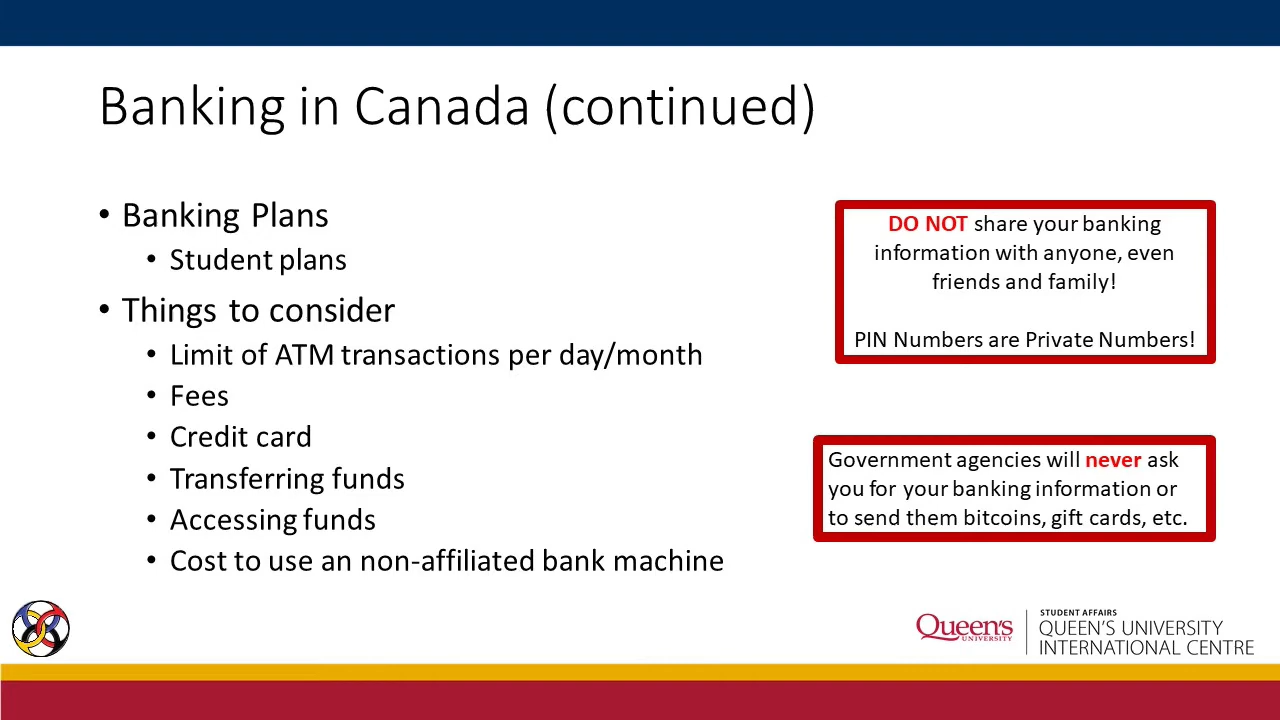 Banking in Canada (continued)
• Banking Plans
• Student plans
• Things to consider
• Limit of ATM transactions per day/month
• Fees
• Credit card
• Transferring funds
• Accessing funds
• Cost to use an non-affiliated bank machine
DO NOT share your banking
information with anyone, even
friends and family!
PIN Numbers are Private Numbers!
Government agencies will never ask
you for your banking information or
to send them bitcoins, gift cards, etc.
Queen's
UNIVERSITY
STUDENT AFFAIRS
QUEEN'S UNIVERSITY
INTERNATIONAL CENTRE